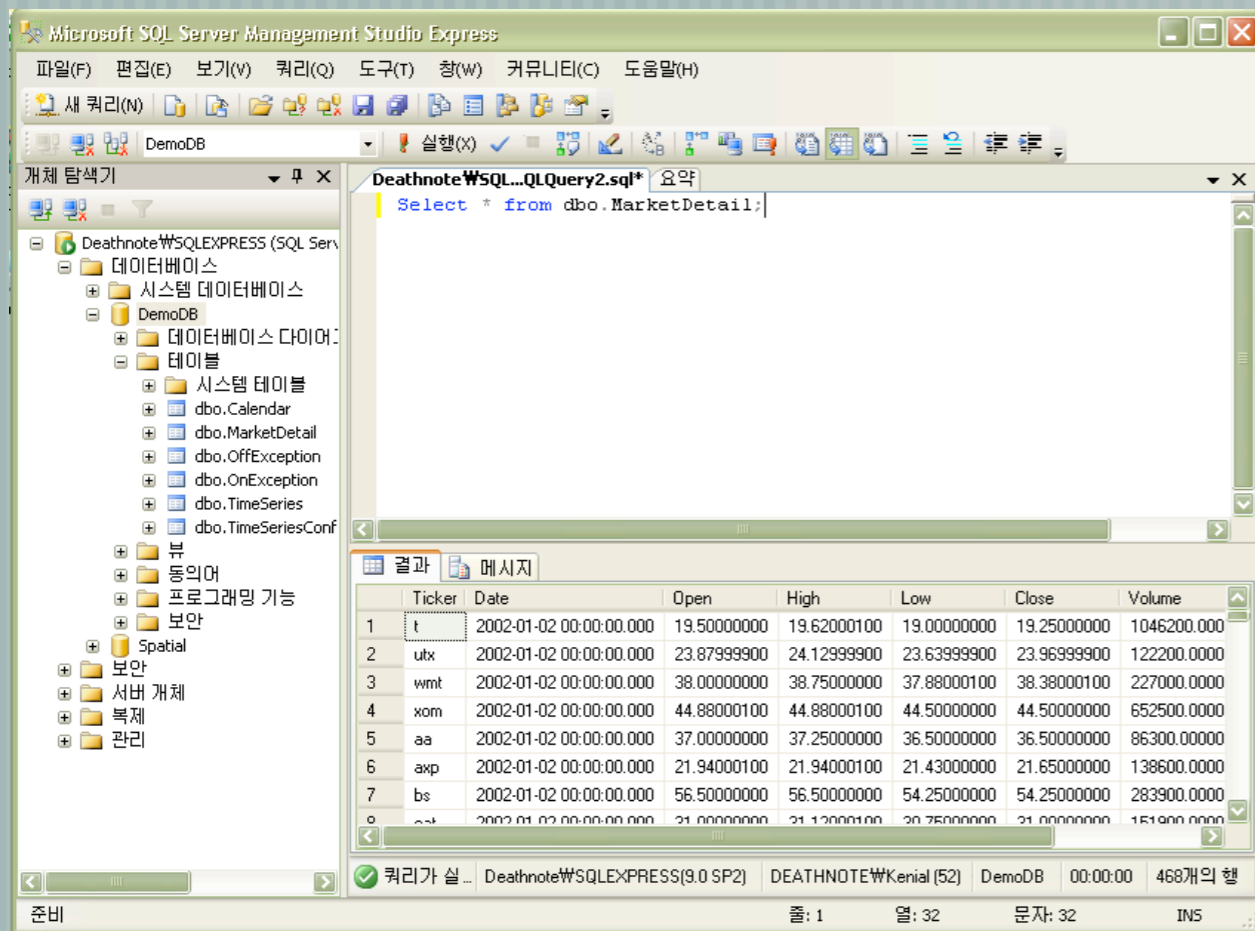 Microsoft SQL Server Management Studio Express
파일(F) 편집(E) 보기(V) 쿼리(Q) 도구(T) 창(W) 커뮤니티(C) 도움말(H)
새 쿼리(N)
DemoDB 실행(X)
개체 탐색기
Deathnote₩SQLEXPRESS (SQL Serv
데이터베이스
시스템 데이터베이스
DemoDB
데이터베이스 다이어그
테이블
시스템 테이블
dbo.Calendar
dbo.MarketDetail
dbo.OffException
dbo.OnException
dbo.TimeSeries
dbo.TimeSeriesConf
뷰
동의어
프로그래밍 기능
보안
Spatial
보안
서버 개체
복제
관리
Deathnote₩SQL...QLQuery2.sql* 요약
Select * from dbo.MarketDetail;
결과 메시지
Ticker Date Open High Low Close Volume
1 t 2002-01-02 00:00:00.000 19.50000000 19.62000100 19.00000000 19.25000000 1046200.000
2 utx 2002-01-02 00:00:00.000 23.87999900 24.12999900 23.63999900 23.96999900 122200.0000
3 wmt 2002-01-02 00:00:00.000 38.00000000 38.75000000 37.88000100 38.38000100 227000.0000
4 xom 2002-01-02 00:00:00.000 44.88000100 44.88000100 44.50000000 44.50000000 652500.0000
5 aa 2002-01-02 00:00:00.000 37.00000000 37.25000000 36.50000000 36.50000000 86300.00000
6 axp 2002-01-02 00:00:00.000 21.94000100 21.94000100 21.43000000 21.65000000 138600.0000
7 bs 2002-01-02 00:00:00.000 56.50000000 56.50000000 54.25000000 54.25000000 283900.0000
2002-01-02 00:00:00.000 31.12000100 151900.0000
쿼리가 실... Deathnote₩SQLEXPRESS(9.0 SP2) DEATHNOTE₩Kenial (52) DemoDB 00:00:00 468개의 행
준비 줄: 1 열: 32 문자: 32 INS